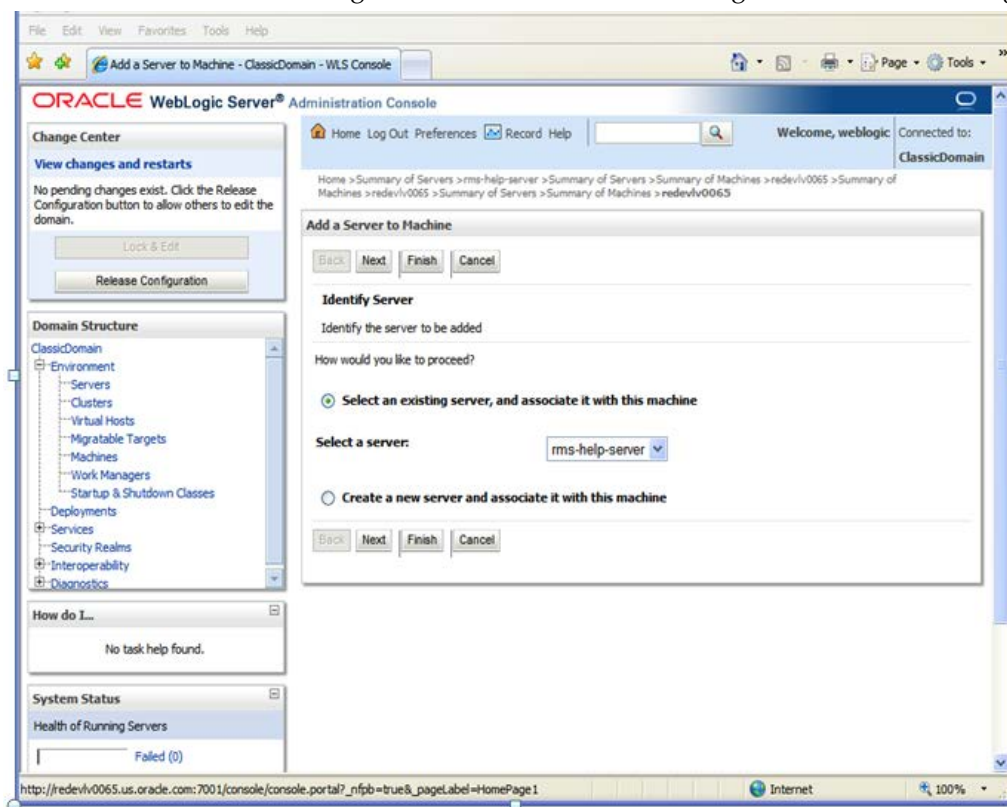 File Edit View Favorites Tools Help
Add a Server to Machine - ClassicDomain - WLS Console
Page
Tools
ORACLE WebLogic Server® Administration Console
Change Center
View changes and restarts
No pending changes exist. Click the Release
Configuration button to allow others to edit the
domain.
Lock & Edit
Release Configuration
Domain Structure
ClassicDomain
Environment
Servers
Clusters
Virtual Hosts
Migratable Targets
Machines
Work Managers
Startup & Shutdown Classes
Deployments
Services
Security Realms
Interoperability
Diagnostics
How do I...
No task help found.
System Status
Health of Running Servers
Failed (0)
Home Log Out Preferences Record Help
Welcome, weblogic
Connected to:
ClassicDomain
Home >Summary of Servers >rms-help-server >Summary of Servers >Summary of Machines >redevlv0065 >Summary of
Machines >redevlv0065 >Summary of Servers >Summary of Machines >redevlv0065
Add a Server to Machine
Back Next Finish Cancel
Identify Server
Identify the server to be added
How would you like to proceed?
Select an existing server, and associate it with this machine
Select a server: rms-help-server
Create a new server and associate it with this machine
Back Next Finish Cancel
http://redevlv0065.us.oracle.com:7001/console/console.portal?_nfpb=true&_pageLabel=HomePage1
Internet
100%